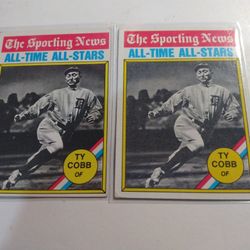 The Sporting News
ALL-TIME ALL-STARS
TY
COBB
OF
The Sporting News
ALL-TIME ALL-STARS
TY
COBB
OF